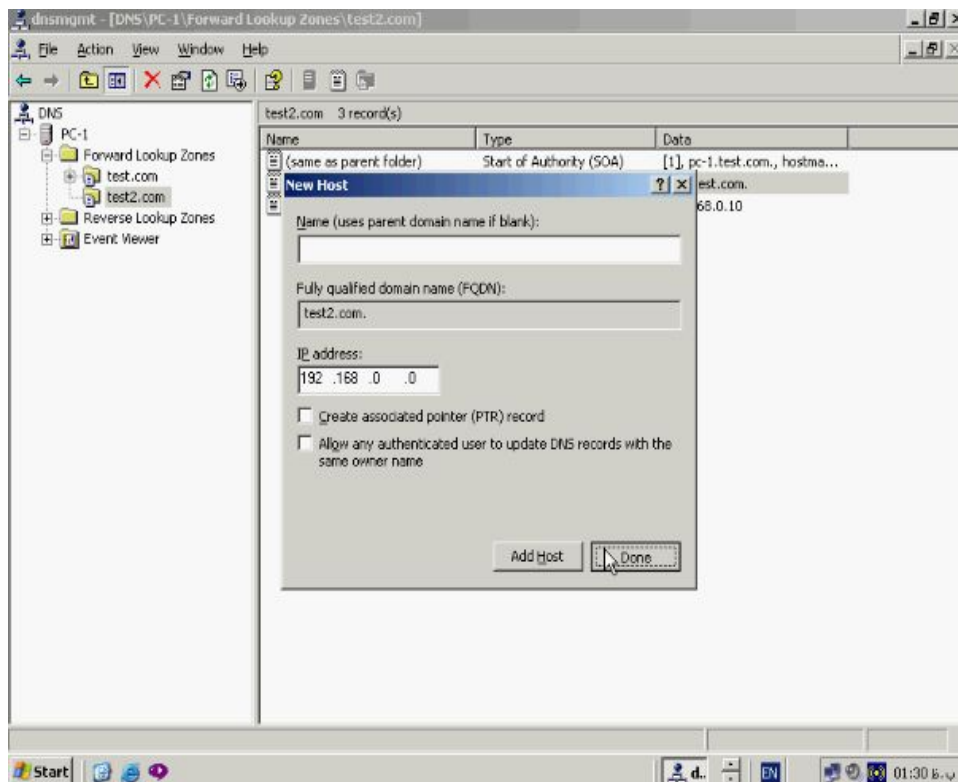 dnsmgmt - [DNS\PC-1\Forward Lookup Zones\test2.com]
File Action View Window Help
DNS
PC-1
Forward Lookup Zones
test.com
test2.com
Reverse Lookup Zones
Event Viewer
test2.com 3 record(s)
Name Type Data
(same as parent folder) Start of Authority (SOA) [1], pc-1.test.com., hostma...
est.com.
68.0.10
New Host
Name (uses parent domain name if blank):
Fully qualified domain name (FQDN):
test2.com.
IP address:
192 .168 .0 .0
Create associated pointer (PTR) record
Allow any authenticated user to update DNS records with the
same owner name
Add Host Done
Start d.. EN 01:30